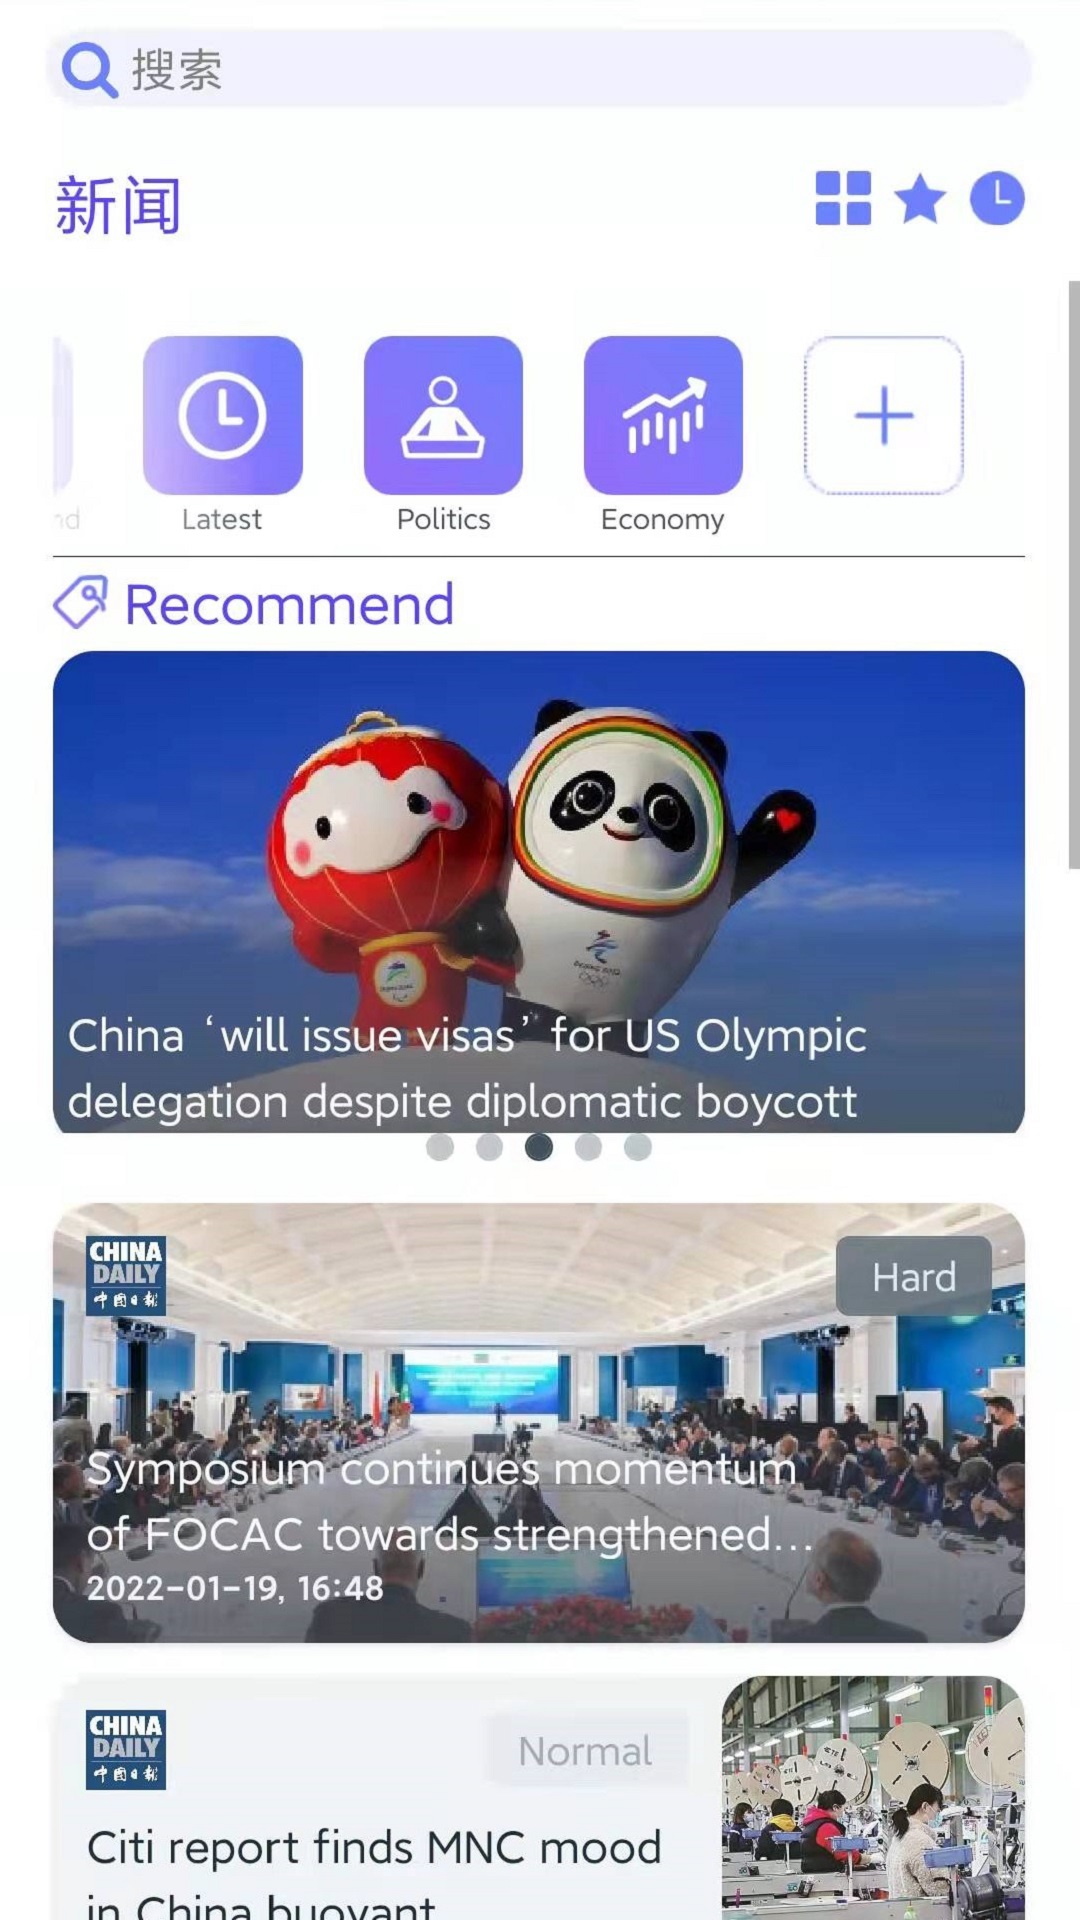 搜索
新闻
Latest
Politics
Economy
Recommend
China ‘will issue visas’ for US Olympic
delegation despite diplomatic boycott
CHINA
DAILY
中国日报
Hard
Symposium continues momentum
of FOCAC towards strengthened...
2022-01-19, 16:48
CHINA
DAILY
中国日报
Normal
Citi report finds MNC mood
in China buoyant